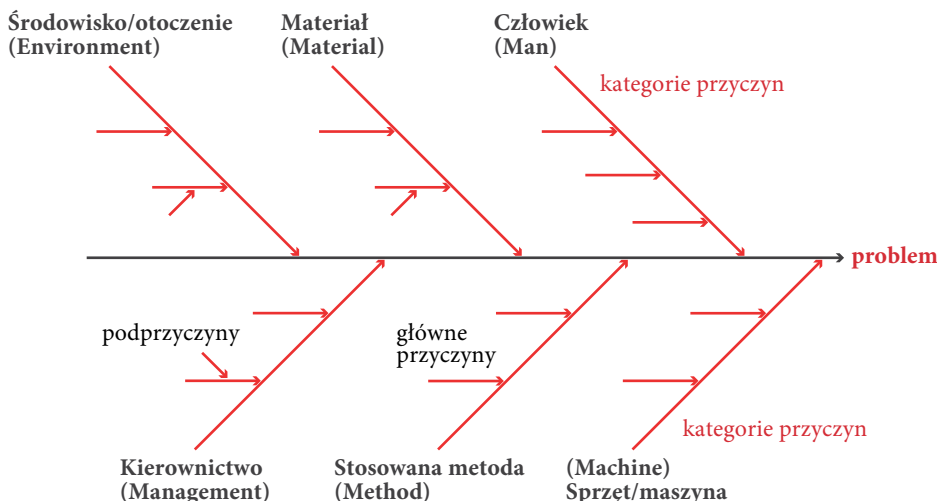 Środowisko/otoczenie
(Environment)
Materiał
(Material)
Człowiek
(Man)
kategorie przyczyn
problem
podprzyczyny
główne
przyczyny
kategorie przyczyn
Kierownictwo
(Management)
Stosowana metoda
(Method)
(Machine)
Sprzęt/maszyna